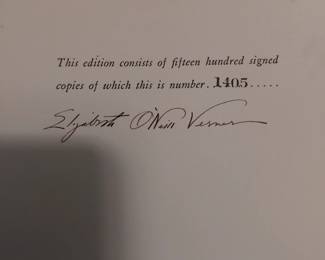 This edition consists of fifteen hundred signed
copies of which this is number . 1405 . . . . .
Elizabeth O'Neill Verner